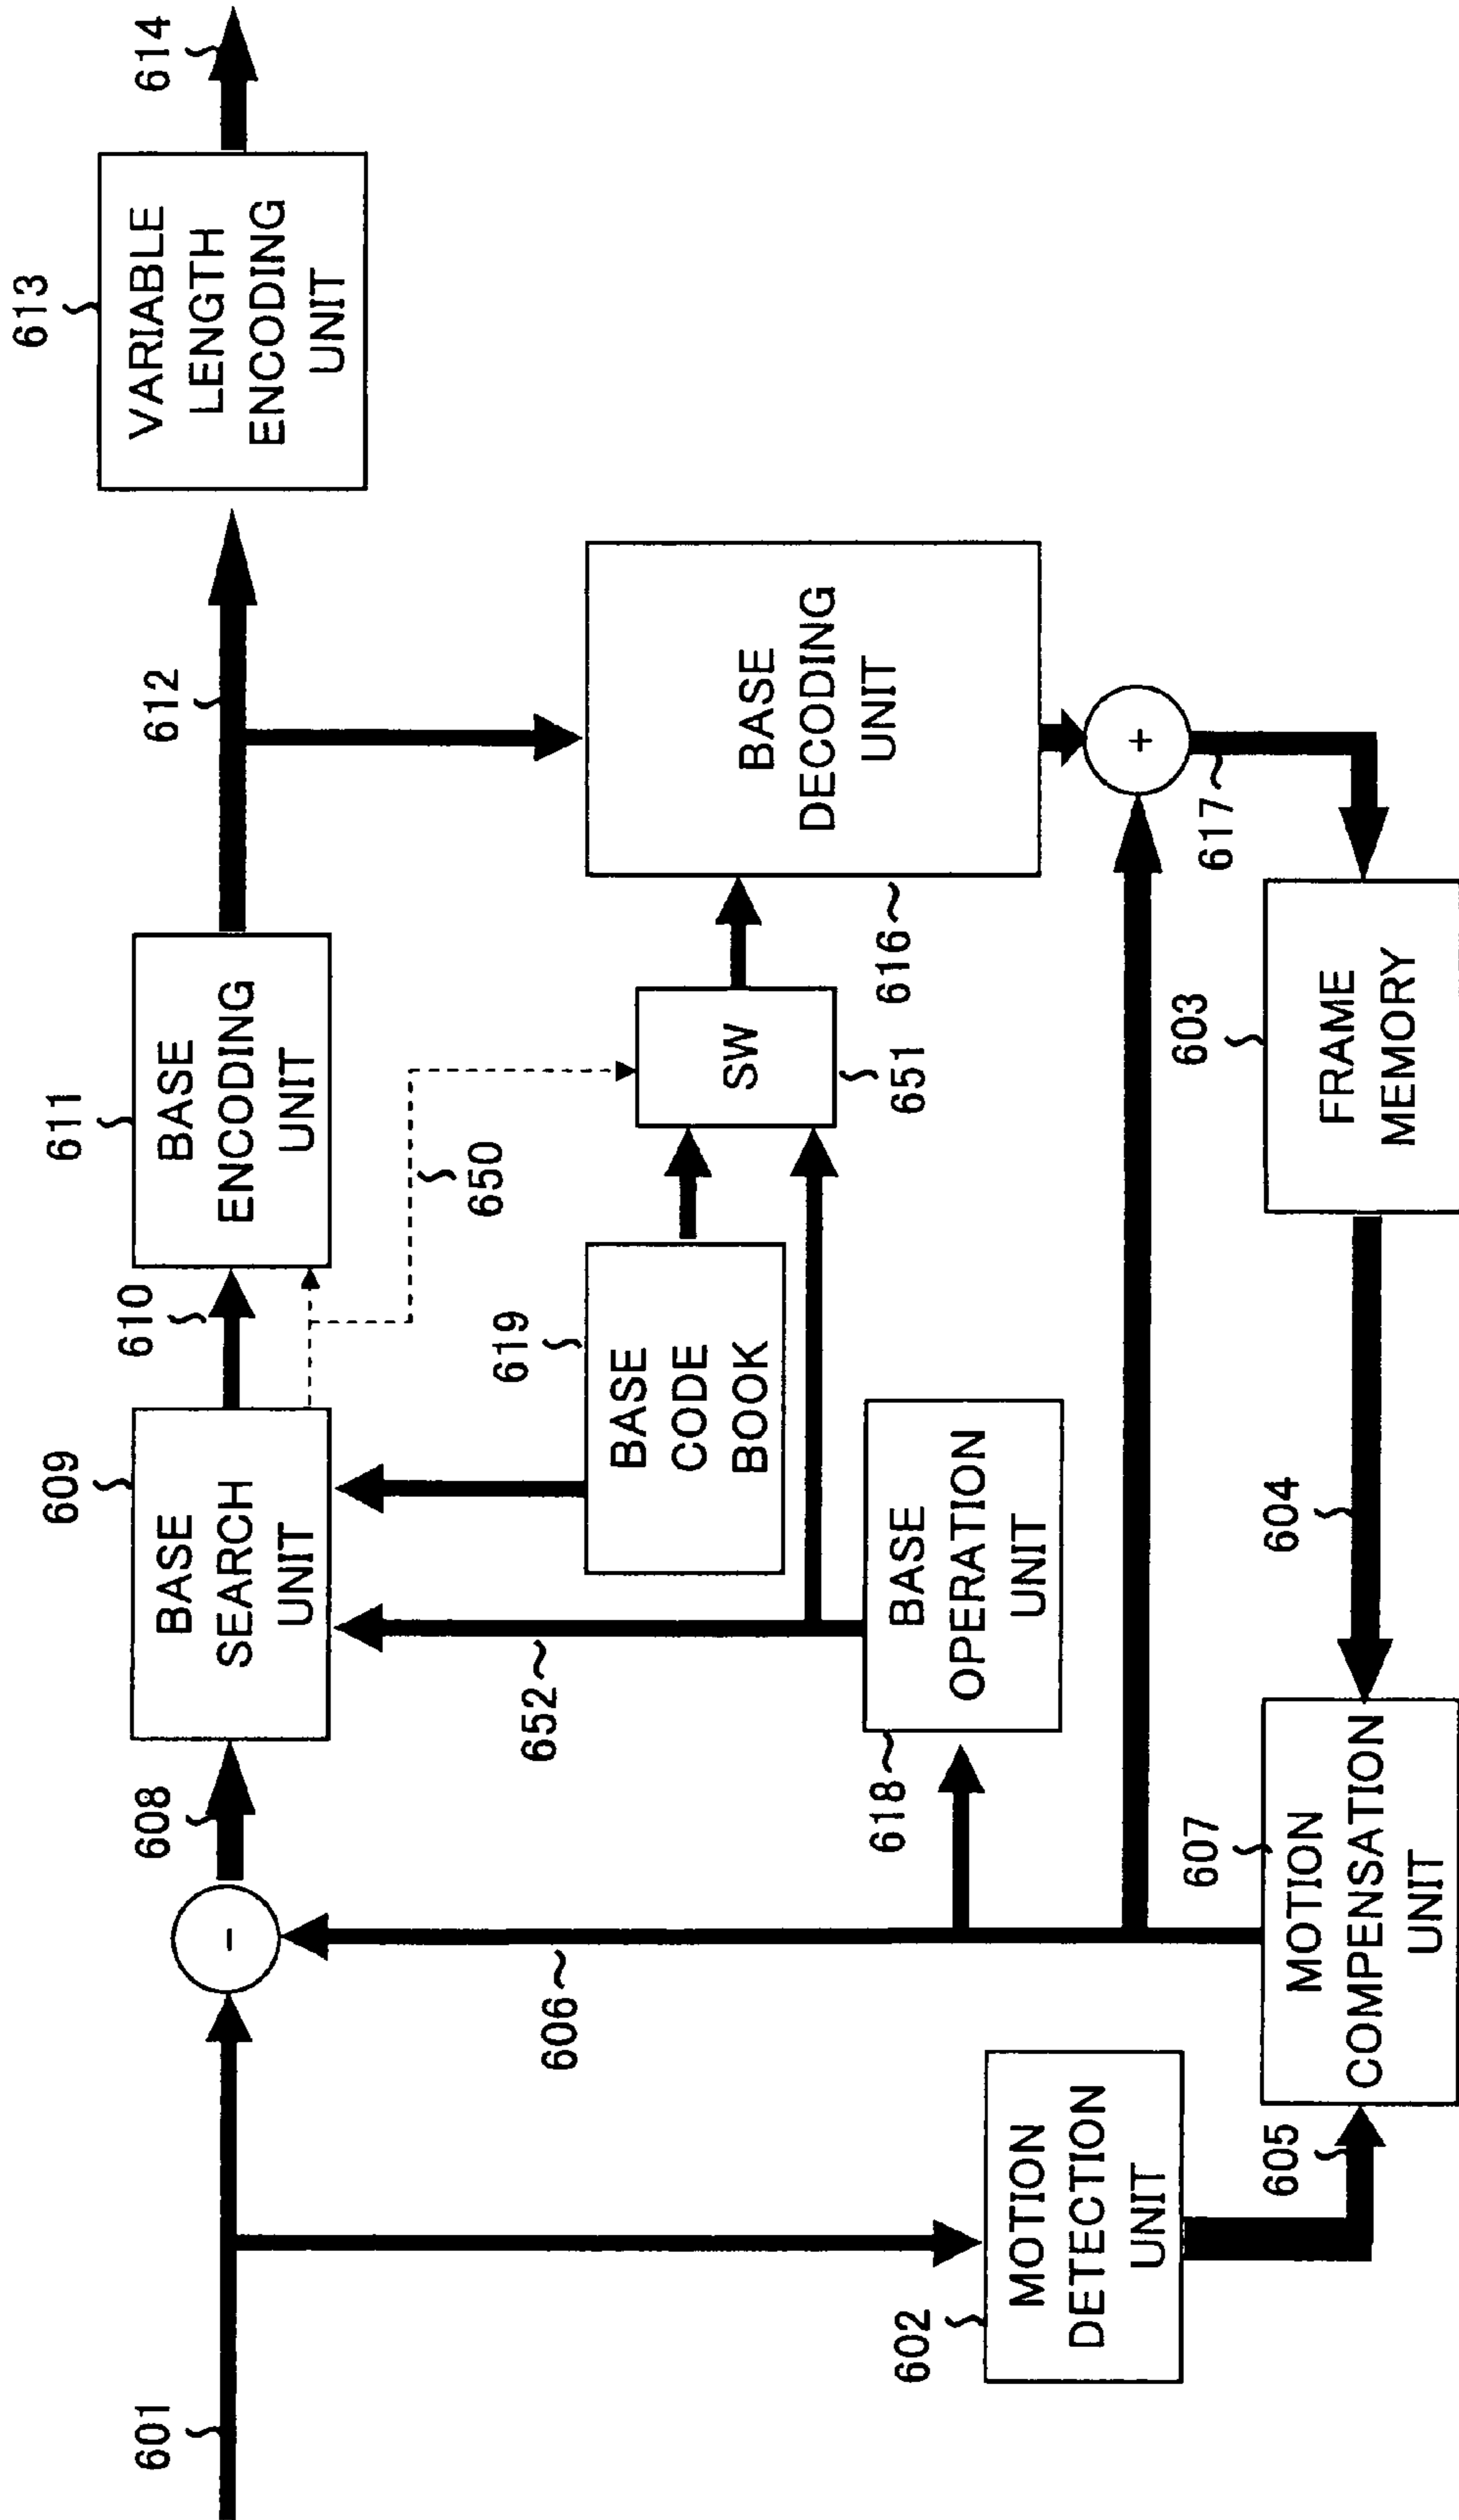 601
602
MOTION
DETECTION
UNIT
605
606
-
608
609
BASE
SEARCH
UNIT
610
611
BASE
ENCODING
UNIT
612
613
VARIABLE
LENGTH
ENCODING
UNIT
614
650
652
619
BASE
CODE
BOOK
SW
651
616
BASE
DECODING
UNIT
618
BASE
OPERATION
UNIT
+
617
607
MOTION
COMPENSATION
UNIT
604
603
FRAME
MEMORY